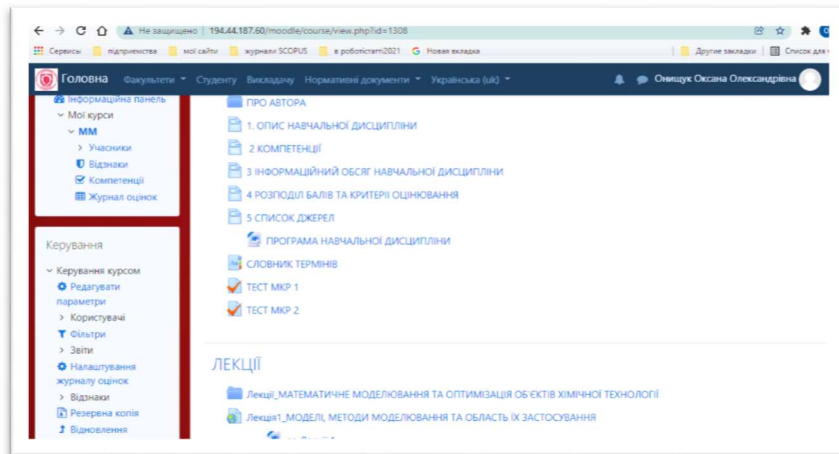 Не защищено | 194.44.187.60/moodle/course/view.php?id=1308
Сервисы підприємства мої сайти журнали SCOPUS в роботістатті2021 Новая вкладка Другие закладки Список для
Головна Факультети Студенту Викладачу Нормативні документи Українська (uk) Онищук Оксана Олександрівна
Інформаційна панель
Мої курси
ММ
Учасники
Відзнаки
Компетенції
Журнал оцінок
Керування
Керування курсом
Редагувати
параметри
Користувачі
Фільтри
Звіти
Налаштування
журналу оцінок
Відзнаки
Резервна копія
Відновлення
ПРО АВТОРА
1. ОПИС НАВЧАЛЬНОЇ ДИСЦИПЛІНИ
2 КОМПЕТЕНЦІЇ
3 ІНФОРМАЦІЙНИЙ ОБСЯГ НАВЧАЛЬНОЇ ДИСЦИПЛІНИ
4 РОЗПОДІЛ БАЛІВ ТА КРИТЕРІЇ ОЦІНЮВАННЯ
5 СПИСОК ДЖЕРЕЛ
ПРОГРАМА НАВЧАЛЬНОЇ ДИСЦИПЛІНИ
СЛОВНИК ТЕРМІНІВ
ТЕСТ МКР 1
ТЕСТ МКР 2
ЛЕКЦІЇ
Лекції_МАТЕМАТИЧНЕ МОДЕЛЮВАННЯ ТА ОПТИМІЗАЦІЯ ОБ'ЄКТІВ ХІМІЧНОЇ ТЕХНОЛОГІЇ
Лекція1_МОДЕЛІ, МЕТОДИ МОДЕЛЮВАННЯ ТА ОБЛАСТЬ ЇХ ЗАСТОСУВАННЯ